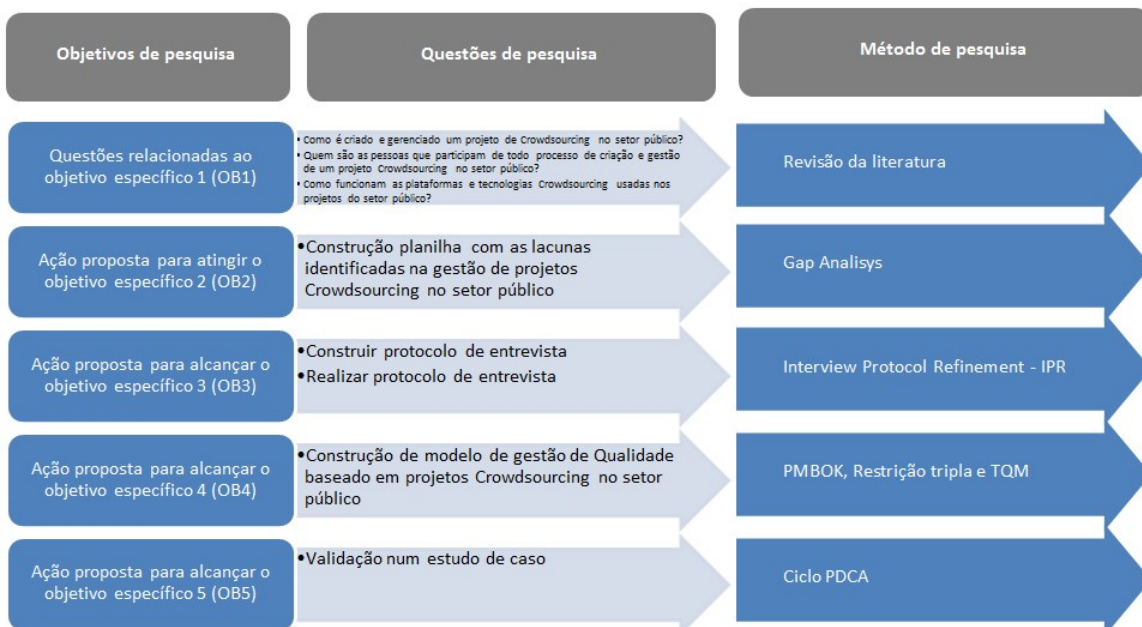 Objetivos de pesquisa
Questões de pesquisa
Método de pesquisa
Questões relacionadas ao
objetivo específico 1 (OB1)
• Como é criado e gerenciado um projeto de Crowdsourcing no setor público?
• Quem são as pessoas que participam de todo processo de criação e gestão
de um projeto Crowdsourcing no setor público?
• Como funcionam as plataformas e tecnologias Crowdsourcing usadas nos
projetos do setor público?
Revisão da literatura
Ação proposta para atingir o
objetivo específico 2 (OB2)
•Construção planilha com as lacunas
identificadas na gestão de projetos
Crowdsourcing no setor público
Gap Analisys
Ação proposta para alcançar o
objetivo específico 3 (OB3)
•Construir protocolo de entrevista
•Realizar protocolo de entrevista
Interview Protocol Refinement - IPR
Ação proposta para alcançar o
objetivo específico 4 (OB4)
•Construção de modelo de gestão de Qualidade
baseado em projetos Crowdsourcing no setor
público
PMBOK, Restrição tripla e TQM
Ação proposta para alcançar o
objetivo específico 5 (OB5)
•Validação num estudo de caso
Ciclo PDCA